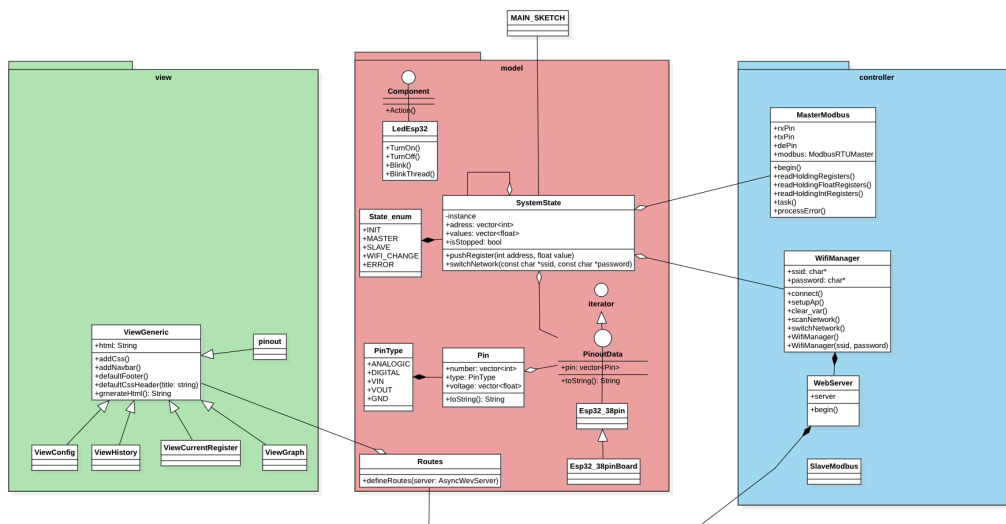 MAIN_SKETCH
view
model
controller
Component
+Action()
LedEsp32
+TurnOn()
+TurnOff()
+Blink()
+BlinkThread()
SystemState
-instance
+adress: vector<int>
+values: vector<float>
+isStopped: bool
+pushRegister(int address, float value)
+switchNetwork(const char *ssid, const char *password)
State_enum
+INIT
+MASTER
+SLAVE
+WIFI_CHANGE
+ERROR
iterator
PinoutData
+pin: vector<Pin>
+toString(): String
PinType
+ANALOGIC
+DIGITAL
+VIN
+VOUT
+GND
Pin
+number: vector<int>
+type: PinType
+voltage: vector<float>
+toString(): String
Esp32_38pin
Esp32_38pinBoard
Routes
+defineRoutes(server: AsyncWevServer)
ViewGeneric
+html: String
+addCss()
+addNavbar()
+defaultFooter()
+defaultCssHeader(title: string)
+grnerateHtml(): String
pinout
ViewConfig
ViewHistory
ViewCurrentRegister
ViewGraph
MasterModbus
+rxPin
+txPin
+dePin
+modbus: ModbusRTUMaster
+begin()
+readHoldingRegisters()
+readHoldingFloatRegisters()
+readHoldingIntRegisters()
+task()
+processError()
WifiManager
+ssid: char*
+password: char*
+connect()
+setupAp()
+clear_var()
+scanNetwork()
+switchNetwork()
+WifiManager()
+WifiManager(ssid, password)
WebServer
+server
+begin()
SlaveModbus